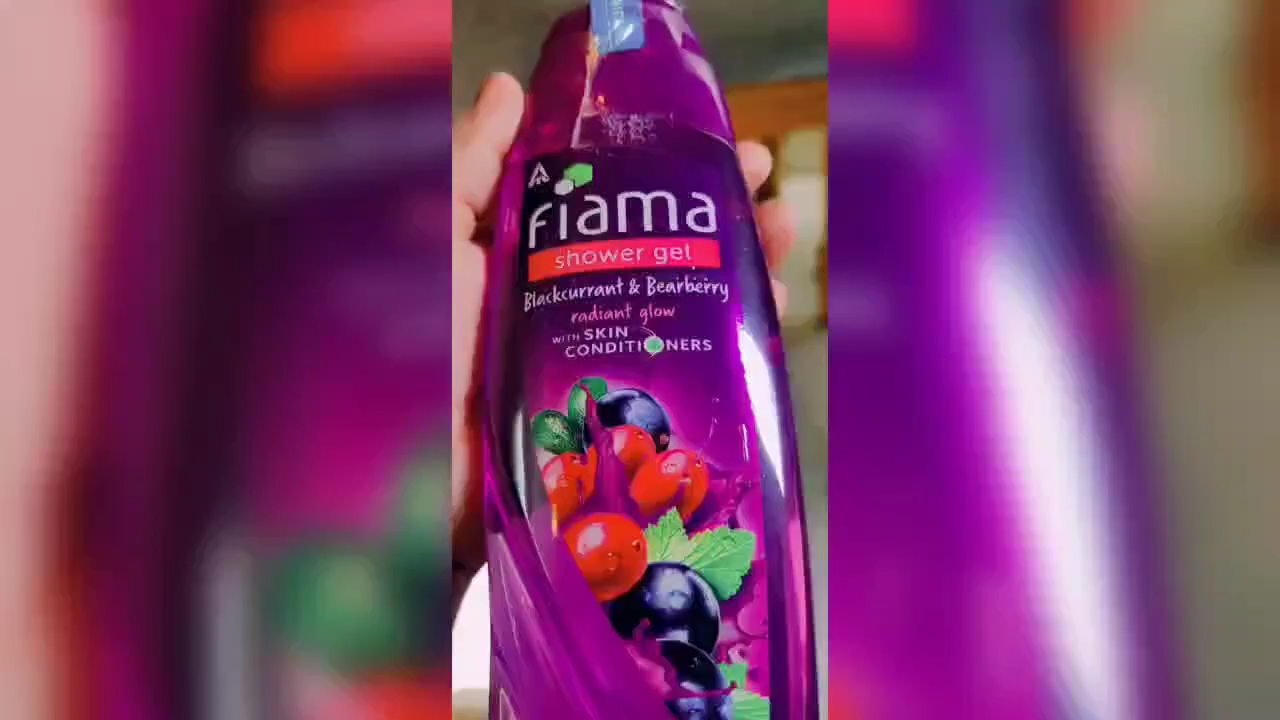 fiama
shower gel
Blackcurrant & Bearberry
radiant glow
WITH SKIN
CONDITIONERS